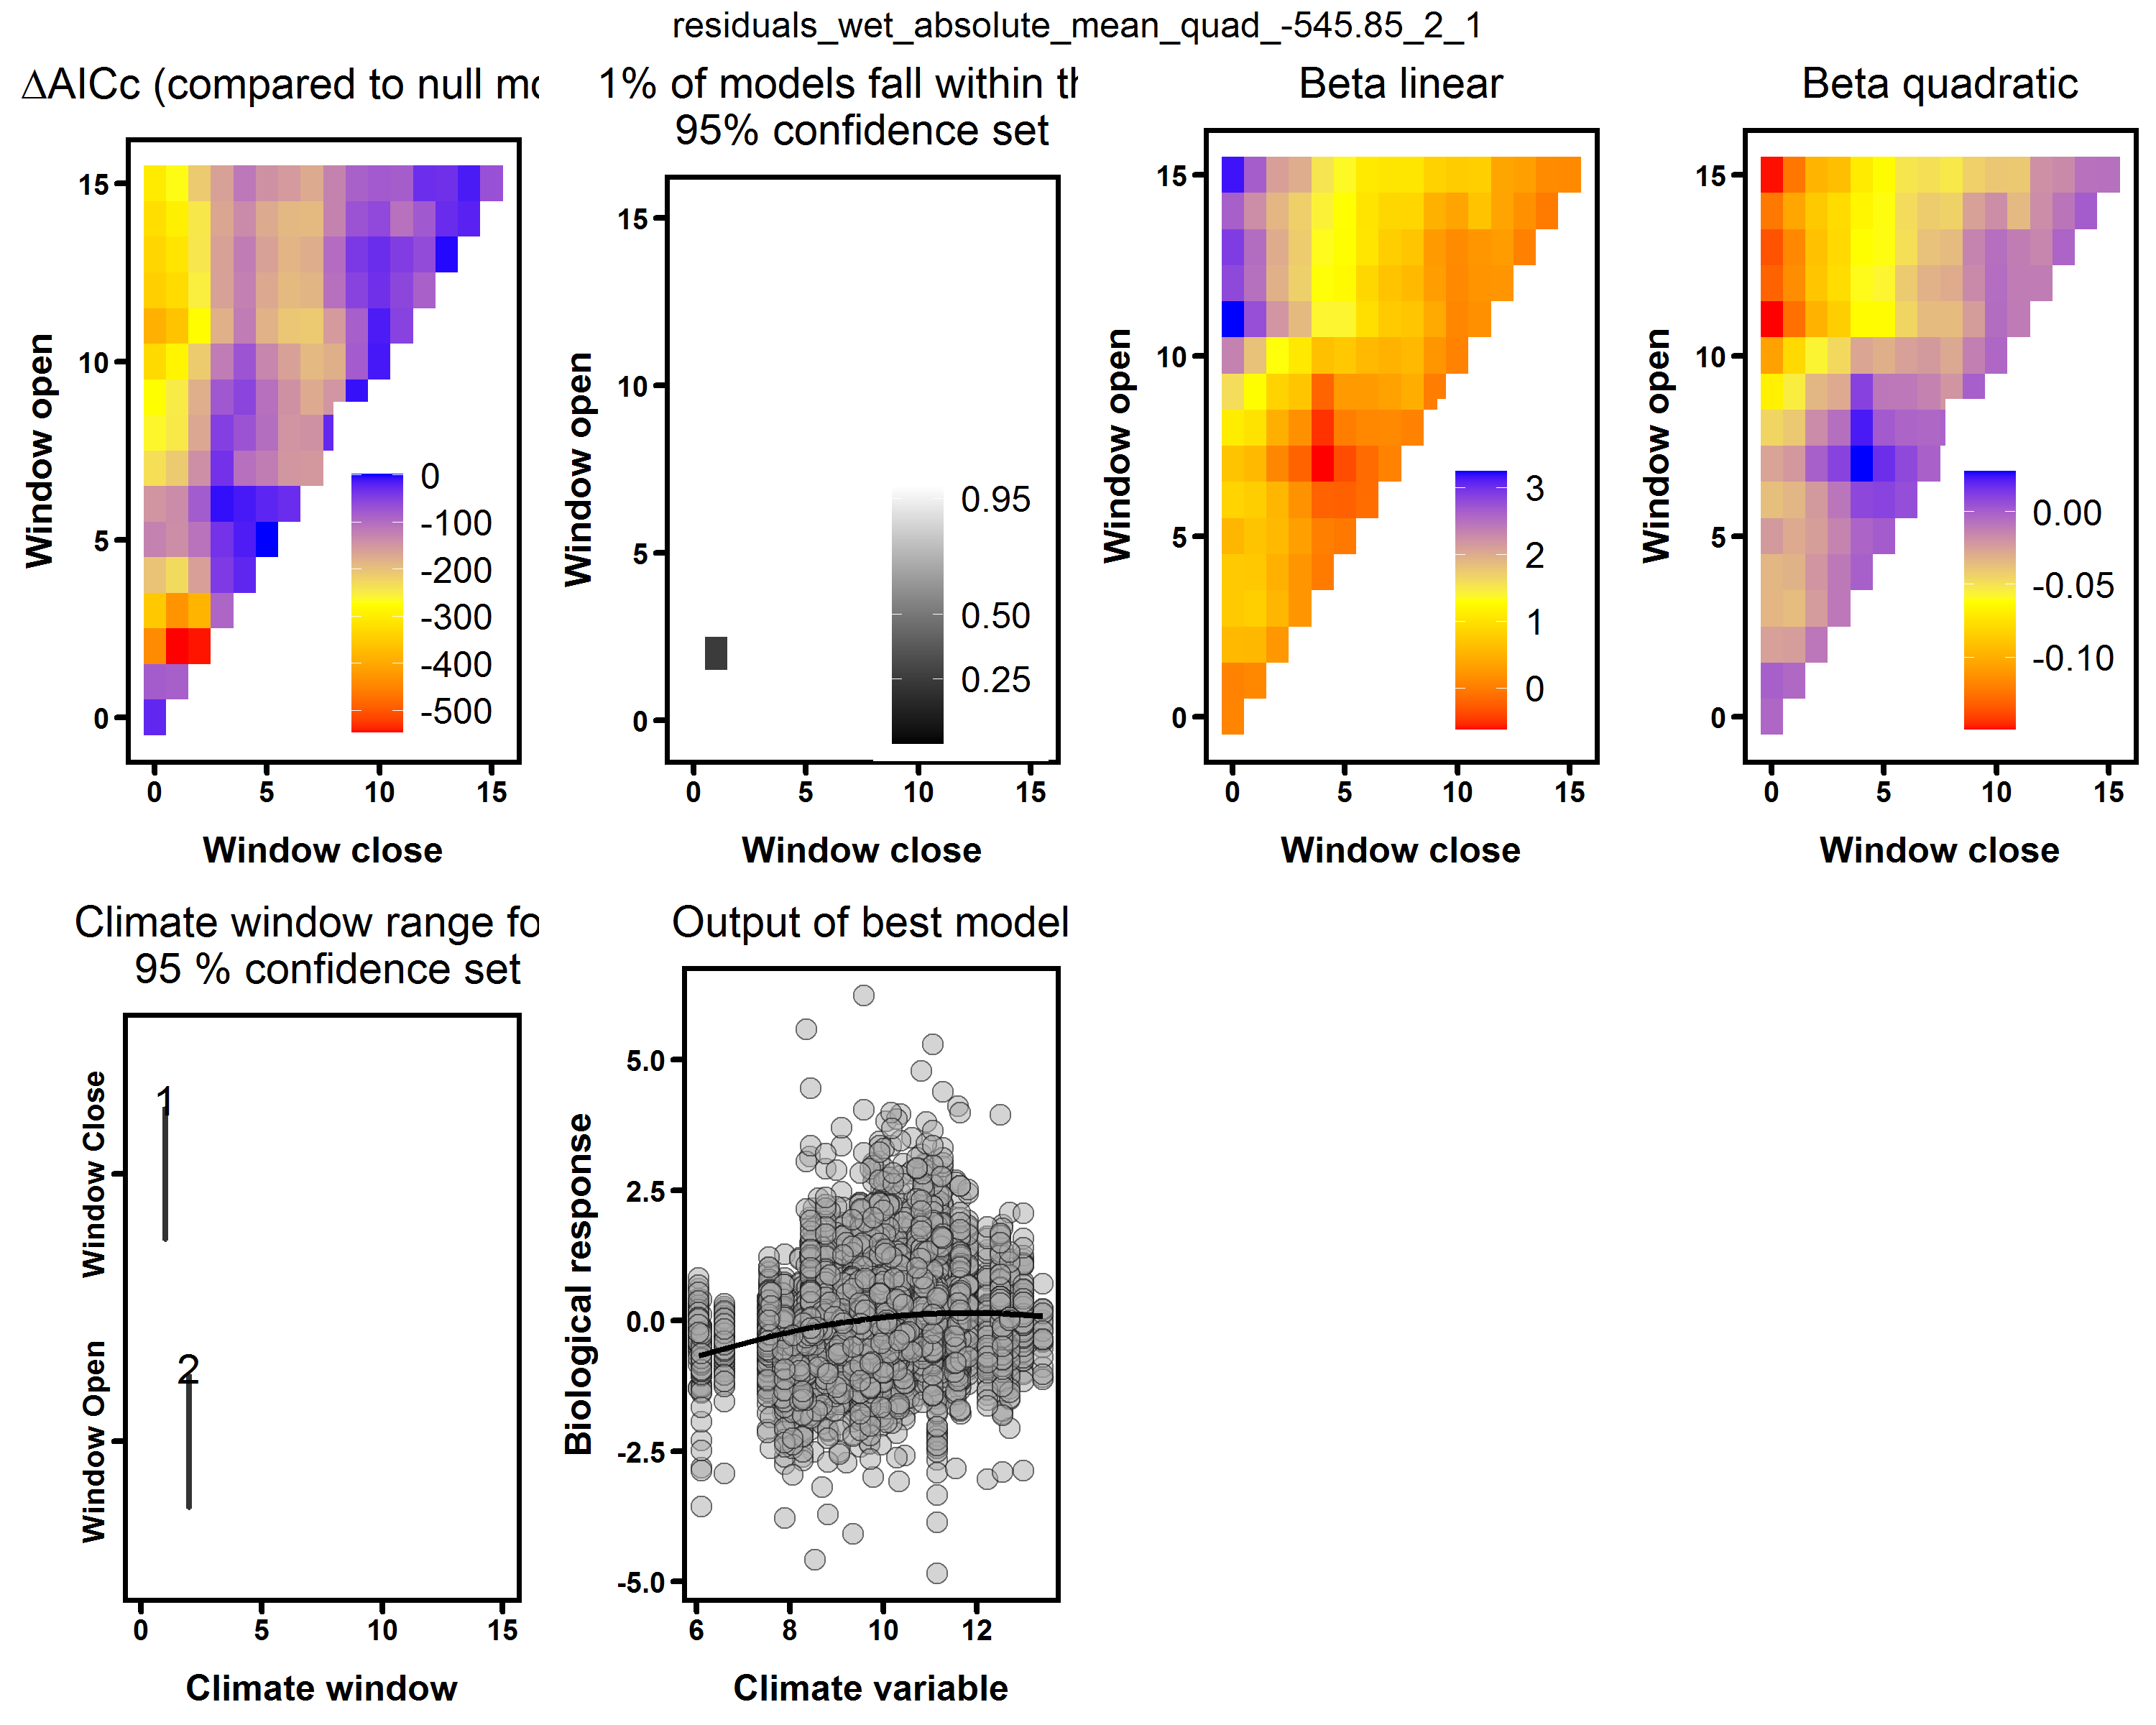 residuals_wet_absolute_mean_quad_-545.85_2_1
ΔAICc (compared to null mo
15
10
5
0
0
-100
-200
-300
-400
-500
0 5 10 15
Window open
Window close
1% of models fall within th
95% confidence set
15
10
5
0
0.95
0.50
0.25
0 5 10 15
Window open
Window close
Beta linear
15
10
5
0
3
2
1
0
0 5 10 15
Window open
Window close
Beta quadratic
15
10
5
0
0.00
-0.05
-0.10
0 5 10 15
Window open
Window close
Climate window range fo
95 % confidence set
Window Close
Window Open
1
2
0 5 10 15
Climate window
Output of best model
5.0
2.5
0.0
-2.5
-5.0
6 8 10 12
Biological response
Climate variable